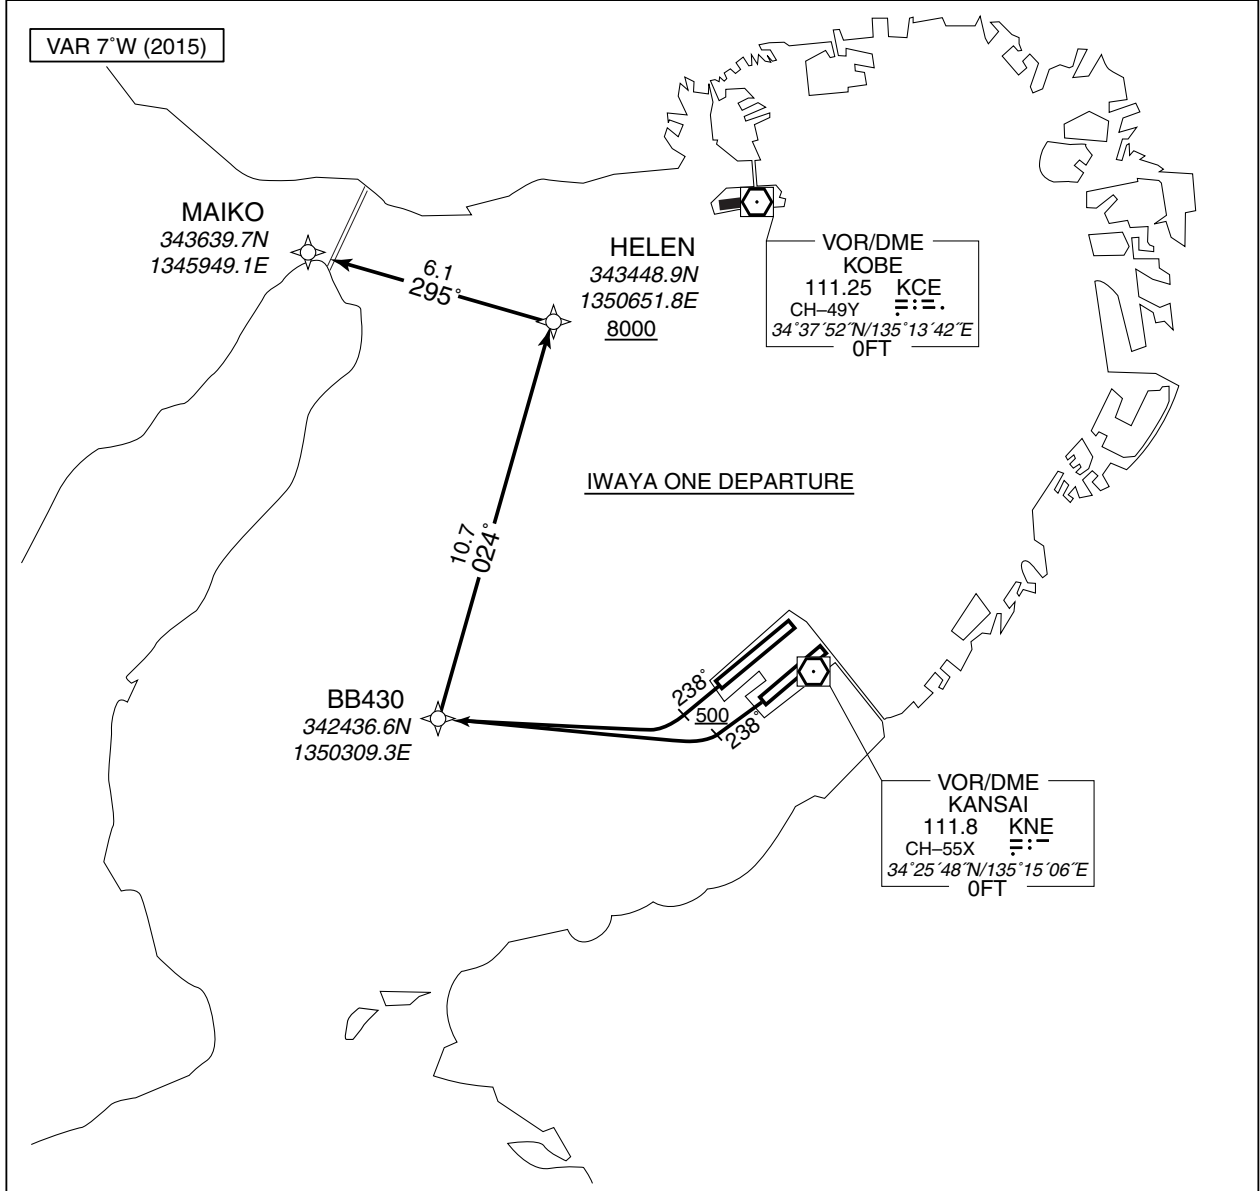 VAR 7˚W (2015)
MAIKO
343639.7N
1345949.1E
6.1
295˚
HELEN
343448.9N
1350651.8E
8000
VOR/DME
KOBE
111.25 KCE
CH–49Y
34˚37´52˝N/135˚13´42˝E
0FT
IWAYA ONE DEPARTURE
10.7
024˚
BB430
342436.6N
1350309.3E
238˚
500
238˚
VOR/DME
KANSAI
111.8 KNE
CH–55X
34˚25´48˝N/135˚15´06˝E
0FT